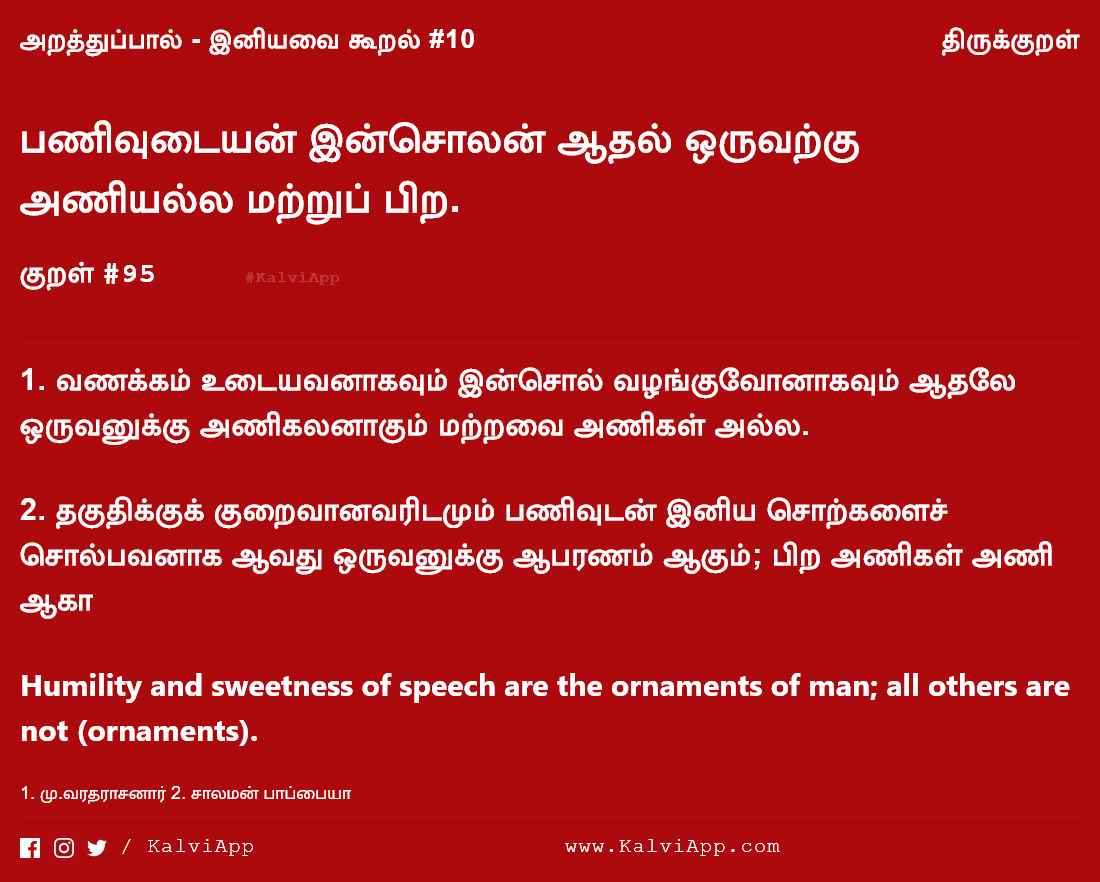 அறத்துப்பால் - இனியவை கூறல் #10
திருக்குறள்
பணிவுடையன் இன்சொலன் ஆதல் ஒருவற்கு
அணியல்ல மற்றுப் பிற.
குறள் #95
#KalviApp
1. வணக்கம் உடையவனாகவும் இன்சொல் வழங்குவோனாகவும் ஆதலே
ஒருவனுக்கு அணிகலனாகும் மற்றவை அணிகள் அல்ல.
2. தகுதிக்குக் குறைவானவரிடமும் பணிவுடன் இனிய சொற்களைச்
சொல்பவனாக ஆவது ஒருவனுக்கு ஆபரணம் ஆகும்; பிற அணிகள் அணி
ஆகா
Humility and sweetness of speech are the ornaments of man; all others are
not (ornaments).
1. மு.வரதராசனார் 2. சாலமன் பாப்பையா
/ KalviApp
www.KalviApp.com